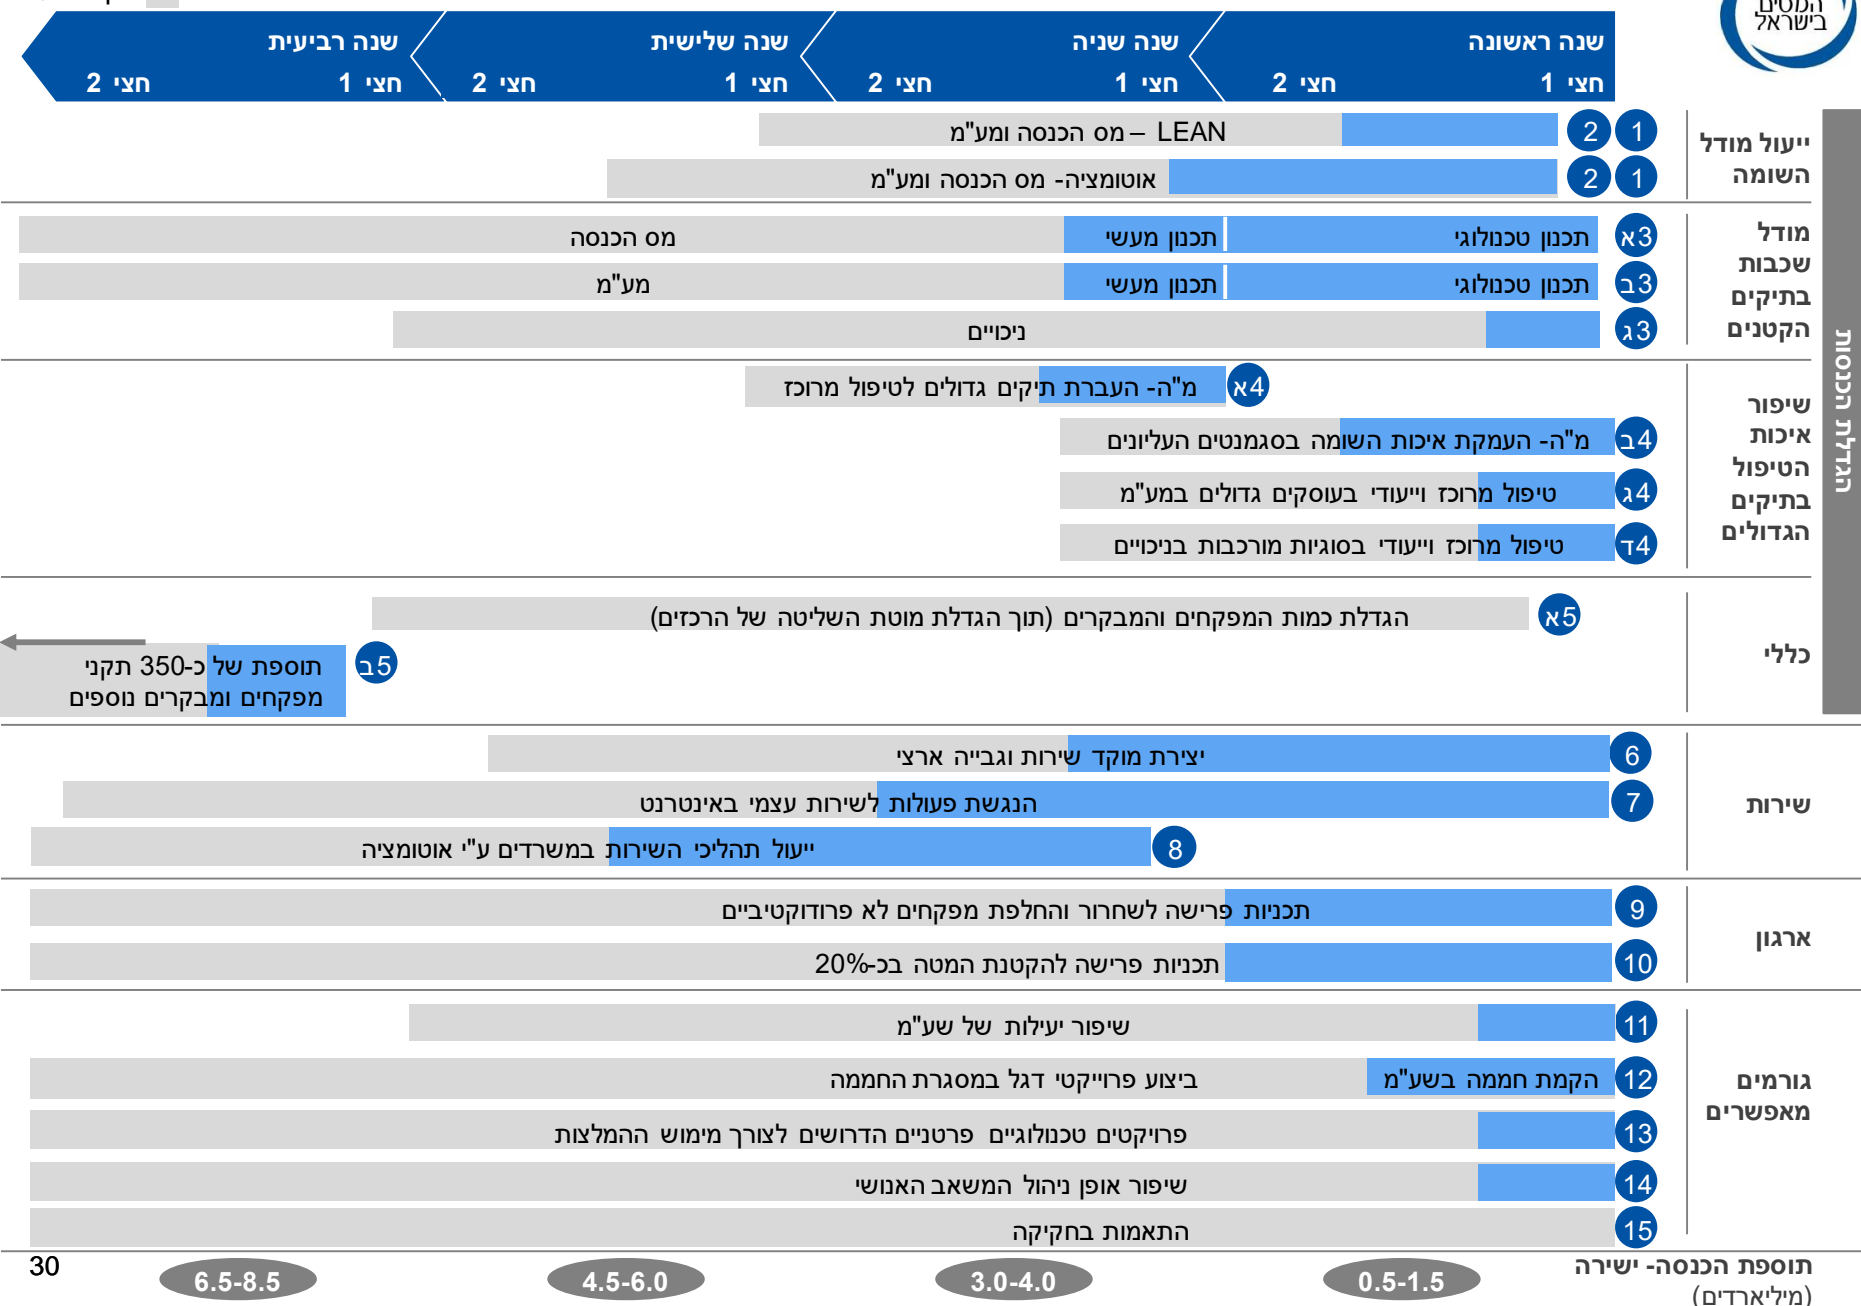 המסים
בישראל
שנה ראשונה
שנה שניה
שנה שלישית
שנה רביעית
חצי 1
חצי 2
חצי 1
חצי 2
חצי 1
חצי 2
חצי 1
חצי 2
הגדלת הכנסות
ייעול מודל
השומה
1 2 LEAN – מס הכנסה ומע"מ
1 2 אוטומציה- מס הכנסה ומע"מ
מודל
שכבות
בתיקים
הקטנים
3א תכנון טכנולוגי תכנון מעשי מס הכנסה
3ב תכנון טכנולוגי תכנון מעשי מע"מ
3ג ניכויים
שיפור
איכות
הטיפול
בתיקים
הגדולים
4א מ"ה- העברת תיקים גדולים לטיפול מרוכז
4ב מ"ה- העמקת איכות השומה בסגמנטים העליונים
4ג טיפול מרוכז וייעודי בעוסקים גדולים במע"מ
4ד טיפול מרוכז וייעודי בסוגיות מורכבות בניכויים
כללי
5א הגדלת כמות המפקחים והמבקרים (תוך הגדלת מוטת השליטה של הרכזים)
5ב תוספת של כ-350 תקני
מפקחים ומבקרים נוספים
שירות
6 יצירת מוקד שירות וגבייה ארצי
7 הנגשת פעולות לשירות עצמי באינטרנט
8 ייעול תהליכי השירות במשרדים ע"י אוטומציה
ארגון
9 תכניות פרישה לשחרור והחלפת מפקחים לא פרודוקטיביים
10 תכניות פרישה להקטנת המטה בכ-20%
גורמים
מאפשרים
11 שיפור יעילות של שע"מ
12 הקמת חממה בשע"מ ביצוע פרוייקטי דגל במסגרת החממה
13 פרויקטים טכנולוגיים פרטניים הדרושים לצורך מימוש ההמלצות
14 שיפור אופן ניהול המשאב האנושי
15 התאמות בחקיקה
תוספת הכנסה- ישירה
(מיליארדים)
0.5-1.5
3.0-4.0
4.5-6.0
6.5-8.5
30